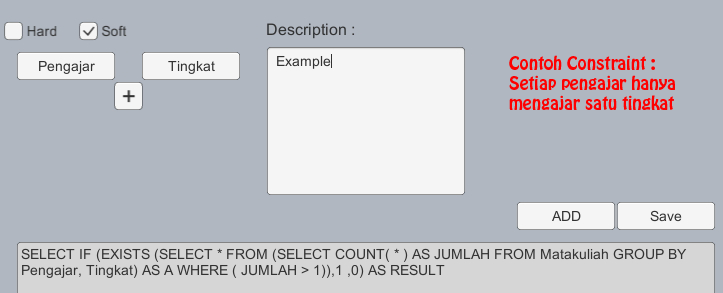 Hard
Soft
Description :
Pengajar
Tingkat
+
Example
Contoh Constraint :
Setiap pengajar hanya
mengajar satu tingkat
ADD
Save
SELECT IF (EXISTS (SELECT * FROM (SELECT COUNT( * ) AS JUMLAH FROM Matakuliah GROUP BY
Pengajar, Tingkat) AS A WHERE ( JUMLAH > 1)),1 ,0) AS RESULT